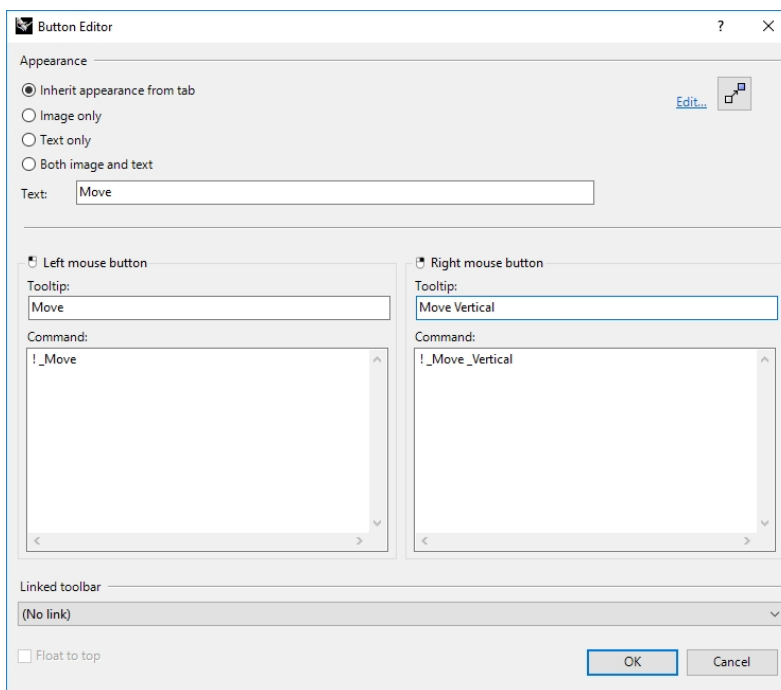 Button Editor
Appearance
Inherit appearance from tab
Edit...
Image only
Text only
Both image and text
Text: Move
Left mouse button
Tooltip:
Move
Command:
! _Move
Right mouse button
Tooltip:
Move Vertical
Command:
! _Move _Vertical
Linked toolbar
(No link)
Float to top
OK
Cancel